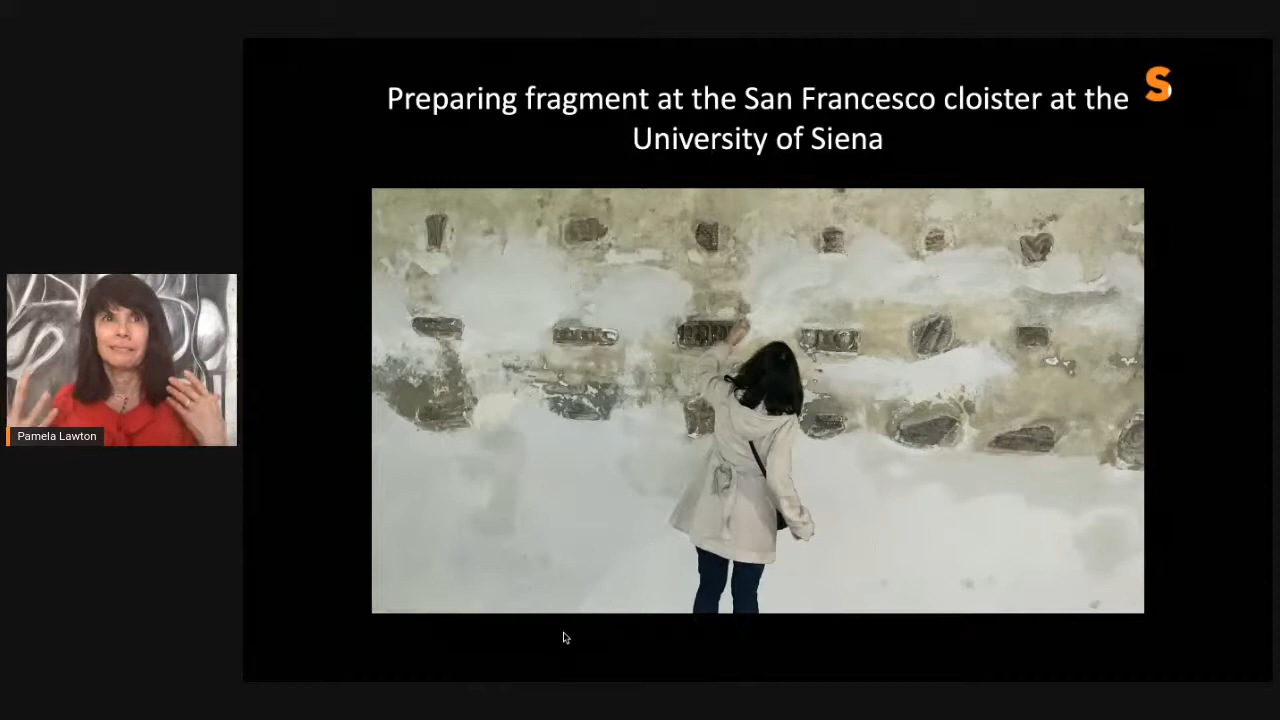 Preparing fragment at the San Francesco cloister at the
University of Siena
S
Pamela Lawton